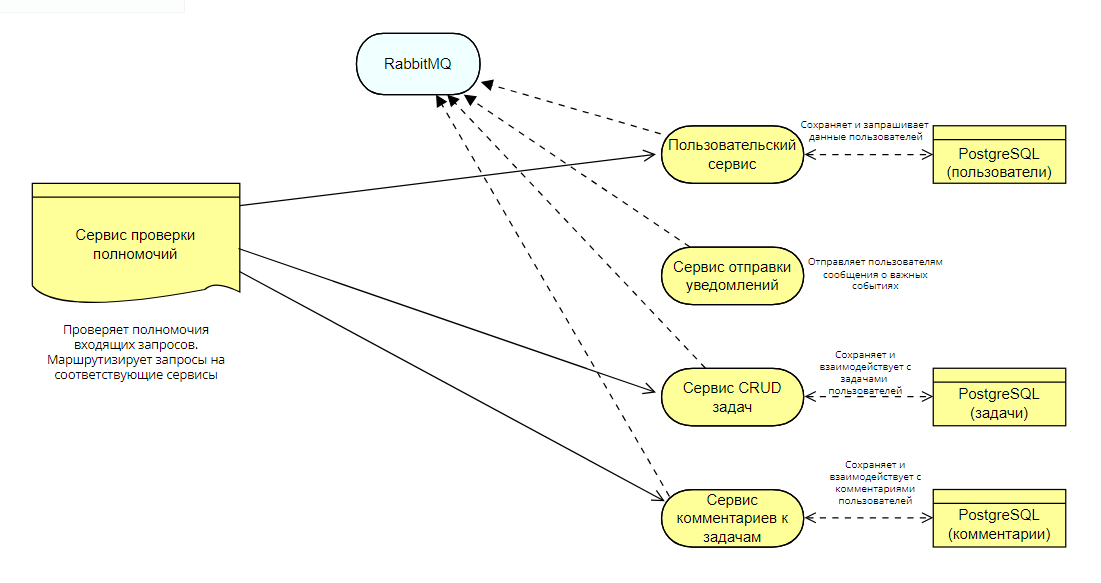 RabbitMQ
Пользовательский
сервис
Сохраняет и запрашивает
данные пользователей
PostgreSQL
(пользователи)
Сервис проверки
полномочий
Проверяет полномочия
входящих запросов.
Маршрутизирует запросы на
соответствующие сервисы
Сервис отправки
уведомлений
Отправляет пользователям
сообщения о важных
событиях
Сервис CRUD
задач
Сохраняет и
взаимодействует с
задачами
пользователей
PostgreSQL
(задачи)
Сервис
комментариев к
задачам
Сохраняет и
взаимодействует с
комментариями
пользователей
PostgreSQL
(комментарии)